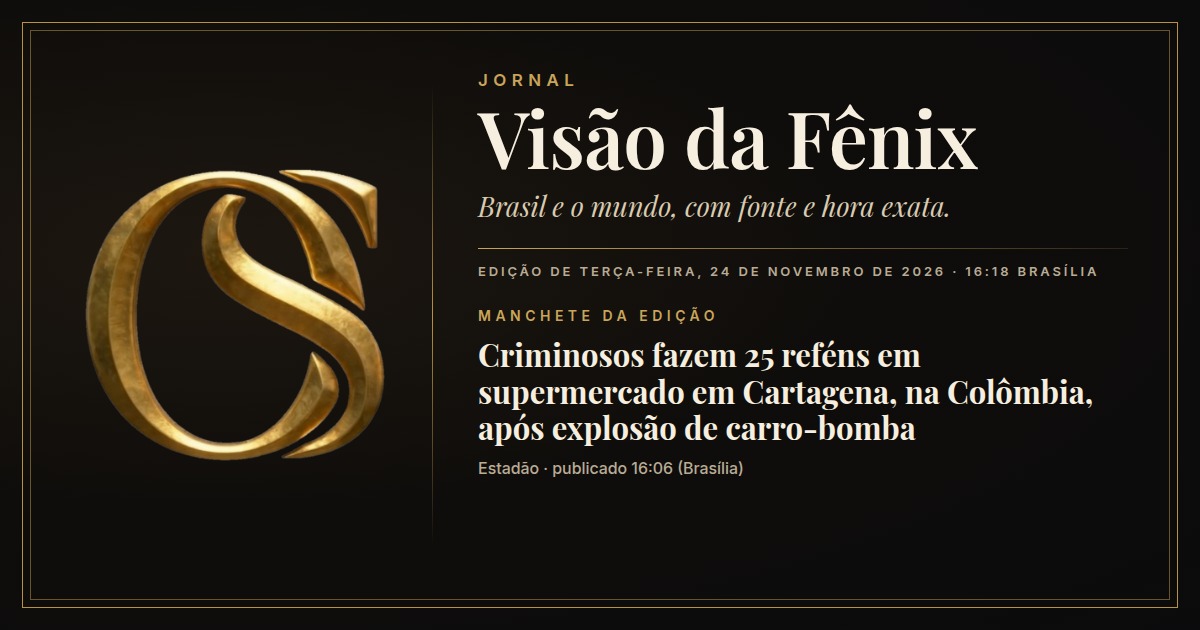 JORNAL
Visão da Fênix
Brasil e o mundo, com fonte e hora exata.
EDIÇÃO DE TERÇA-FEIRA, 24 DE NOVEMBRO DE 2026 · 16:18 BRASÍLIA
MANCHETE DA EDIÇÃO
Criminosos fazem 25 reféns em
supermercado em Cartagena, na Colômbia,
após explosão de carro-bomba
Estadão · publicado 16:06 (Brasília)
OS